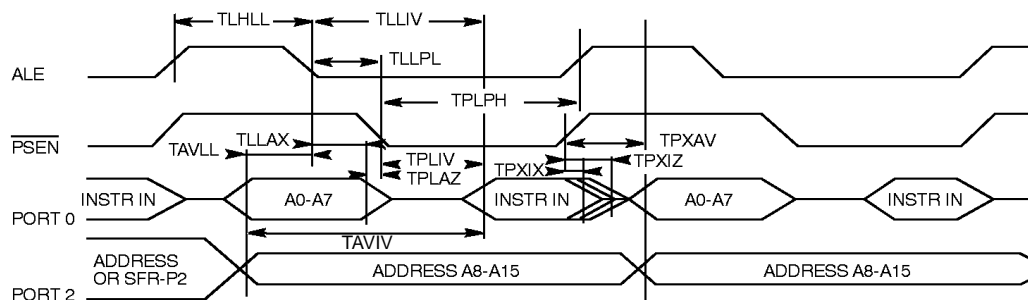 TLHLL TLLIV
TLLPL
ALE
TPLPH
TLLAX
PSEN
TAVLL TPLIV TPXAV
TPXIX TPXIZ
TPLAZ
INSTR IN A0-A7 INSTR IN A0-A7 INSTR IN
PORT 0
TAVIV
ADDRESS
OR SFR-P2
ADDRESS A8-A15 ADDRESS A8-A15
PORT 2